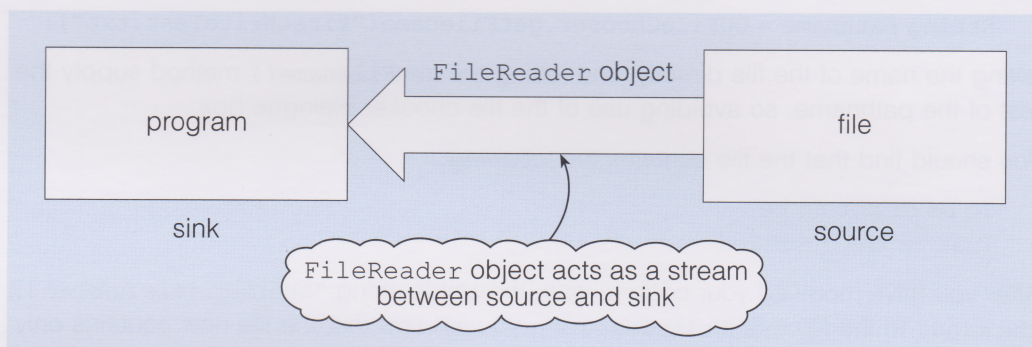 FileReader object
program
file
sink
source
FileReader object acts as a stream
between source and sink